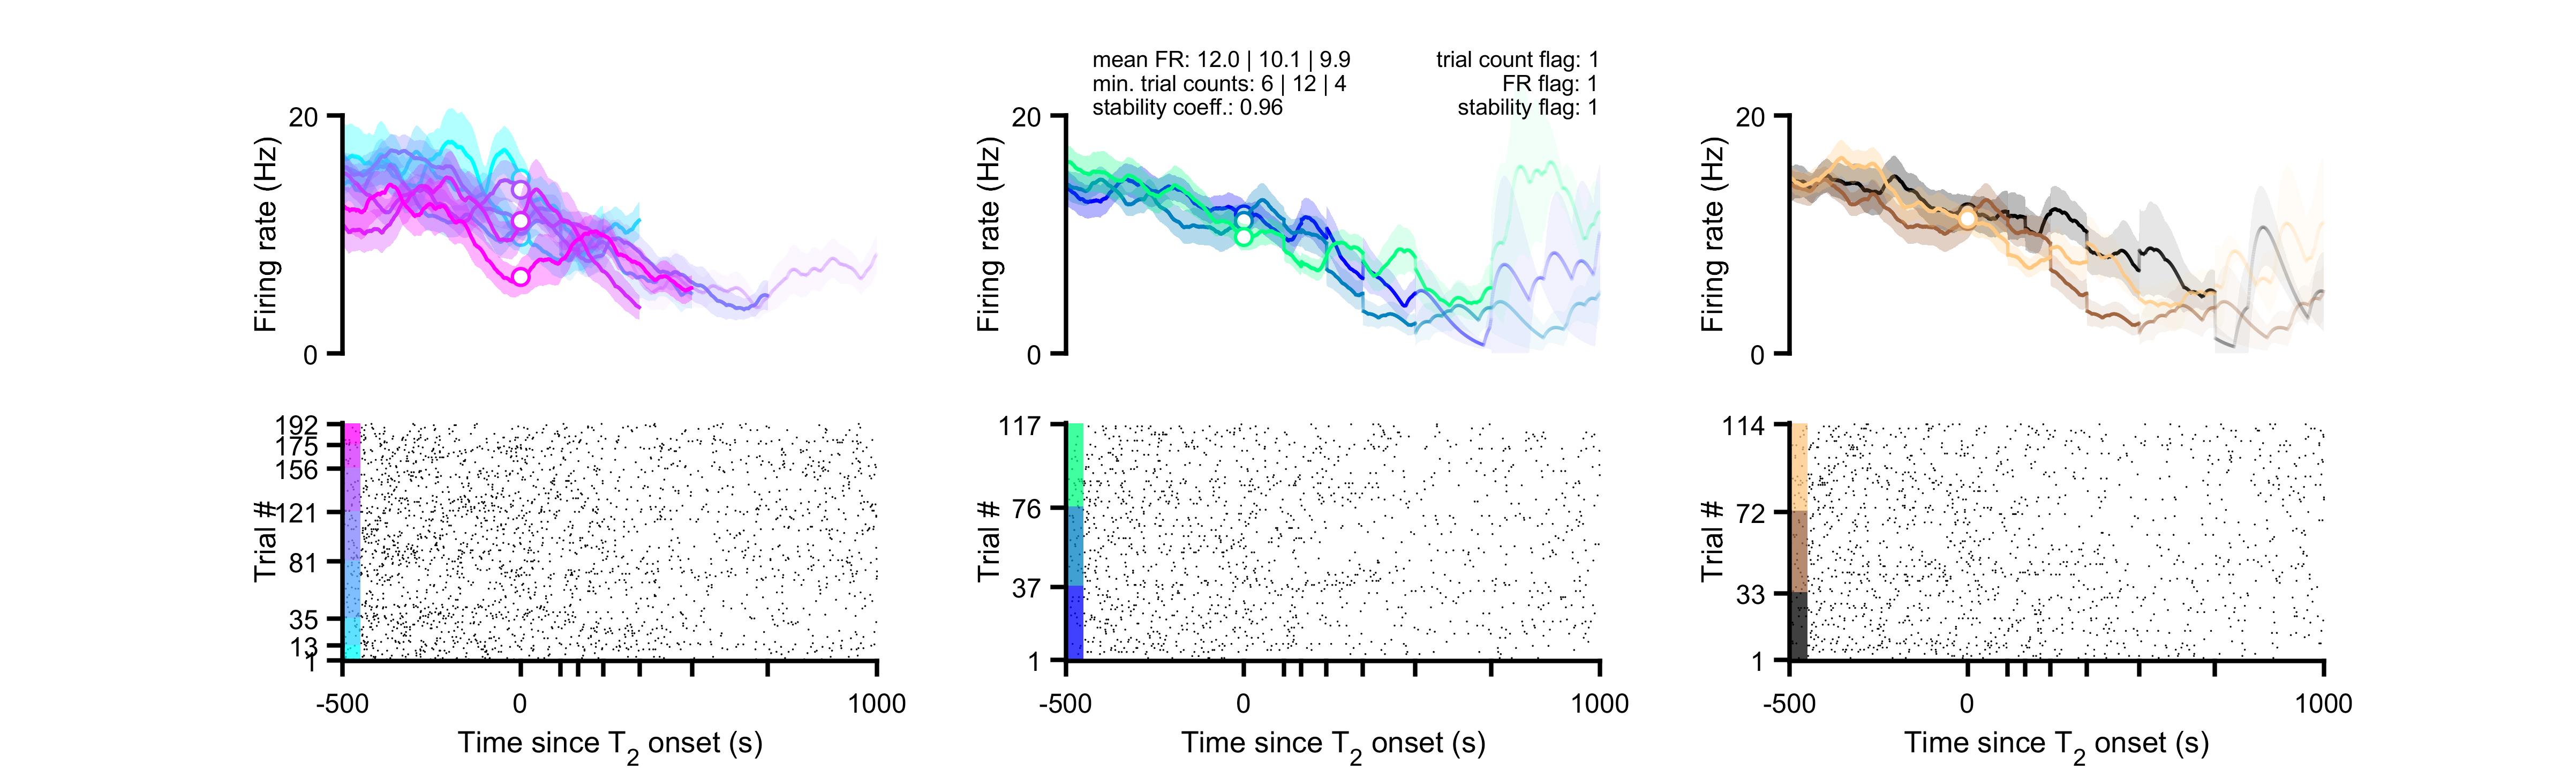 mean FR: 12.0 | 10.1 | 9.9
min. trial counts: 6 | 12 | 4
stability coeff.: 0.96
trial count flag: 1
FR flag: 1
stability flag: 1
20
Firing rate (Hz)
0
20
Firing rate (Hz)
0
20
Firing rate (Hz)
0
192
175
156
121
81
35
13
1
Trial #
-500
0
1000
Time since T2 onset (s)
117
76
37
1
Trial #
-500
0
1000
Time since T2 onset (s)
114
72
33
1
Trial #
-500
0
1000
Time since T2 onset (s)